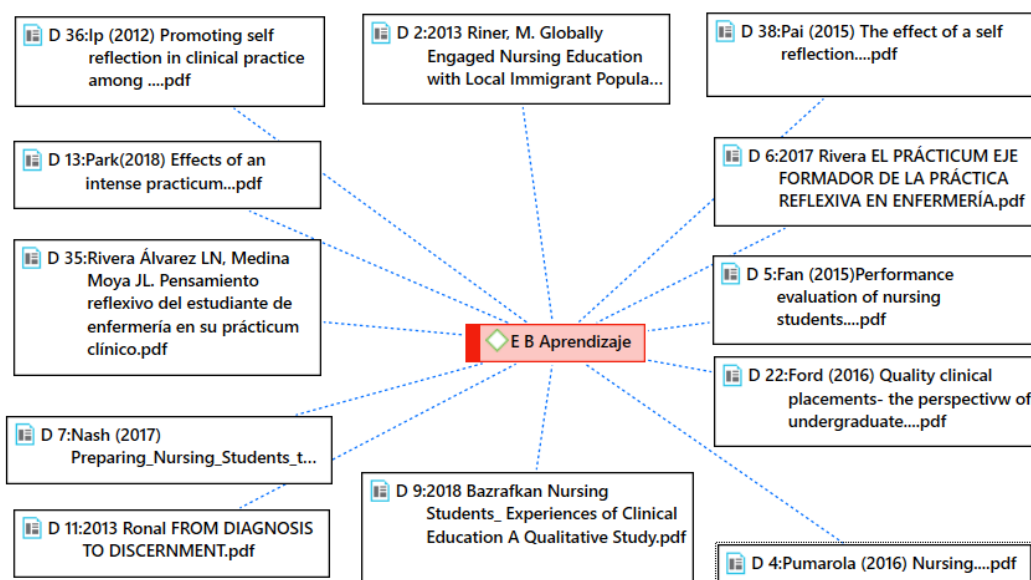 D 36:Ip (2012) Promoting self
reflection in clinical practice
among ....pdf
D 2:2013 Riner, M. Globally
Engaged Nursing Education
with Local Immigrant Popula...
D 38:Pai (2015) The effect of a self
reflection....pdf
D 13:Park(2018) Effects of an
intense practicum...pdf
D 6:2017 Rivera EL PRÁCTICUM EJE
FORMADOR DE LA PRÁCTICA
REFLEXIVA EN ENFERMERÍA.pdf
D 35:Rivera Álvarez LN, Medina
Moya JL. Pensamiento
reflexivo del estudiante de
enfermería en su prácticum
clínico.pdf
D 5:Fan (2015)Performance
evaluation of nursing
students....pdf
E B Aprendizaje
D 22:Ford (2016) Quality clinical
placements- the perspectivw of
undergraduate....pdf
D 7:Nash (2017)
Preparing_Nursing_Students_t...
D 9:2018 Bazrafkan Nursing
Students_ Experiences of Clinical
Education A Qualitative Study.pdf
D 11:2013 Ronal FROM DIAGNOSIS
TO DISCERNMENT.pdf
D 4:Pumarola (2016) Nursing....pdf